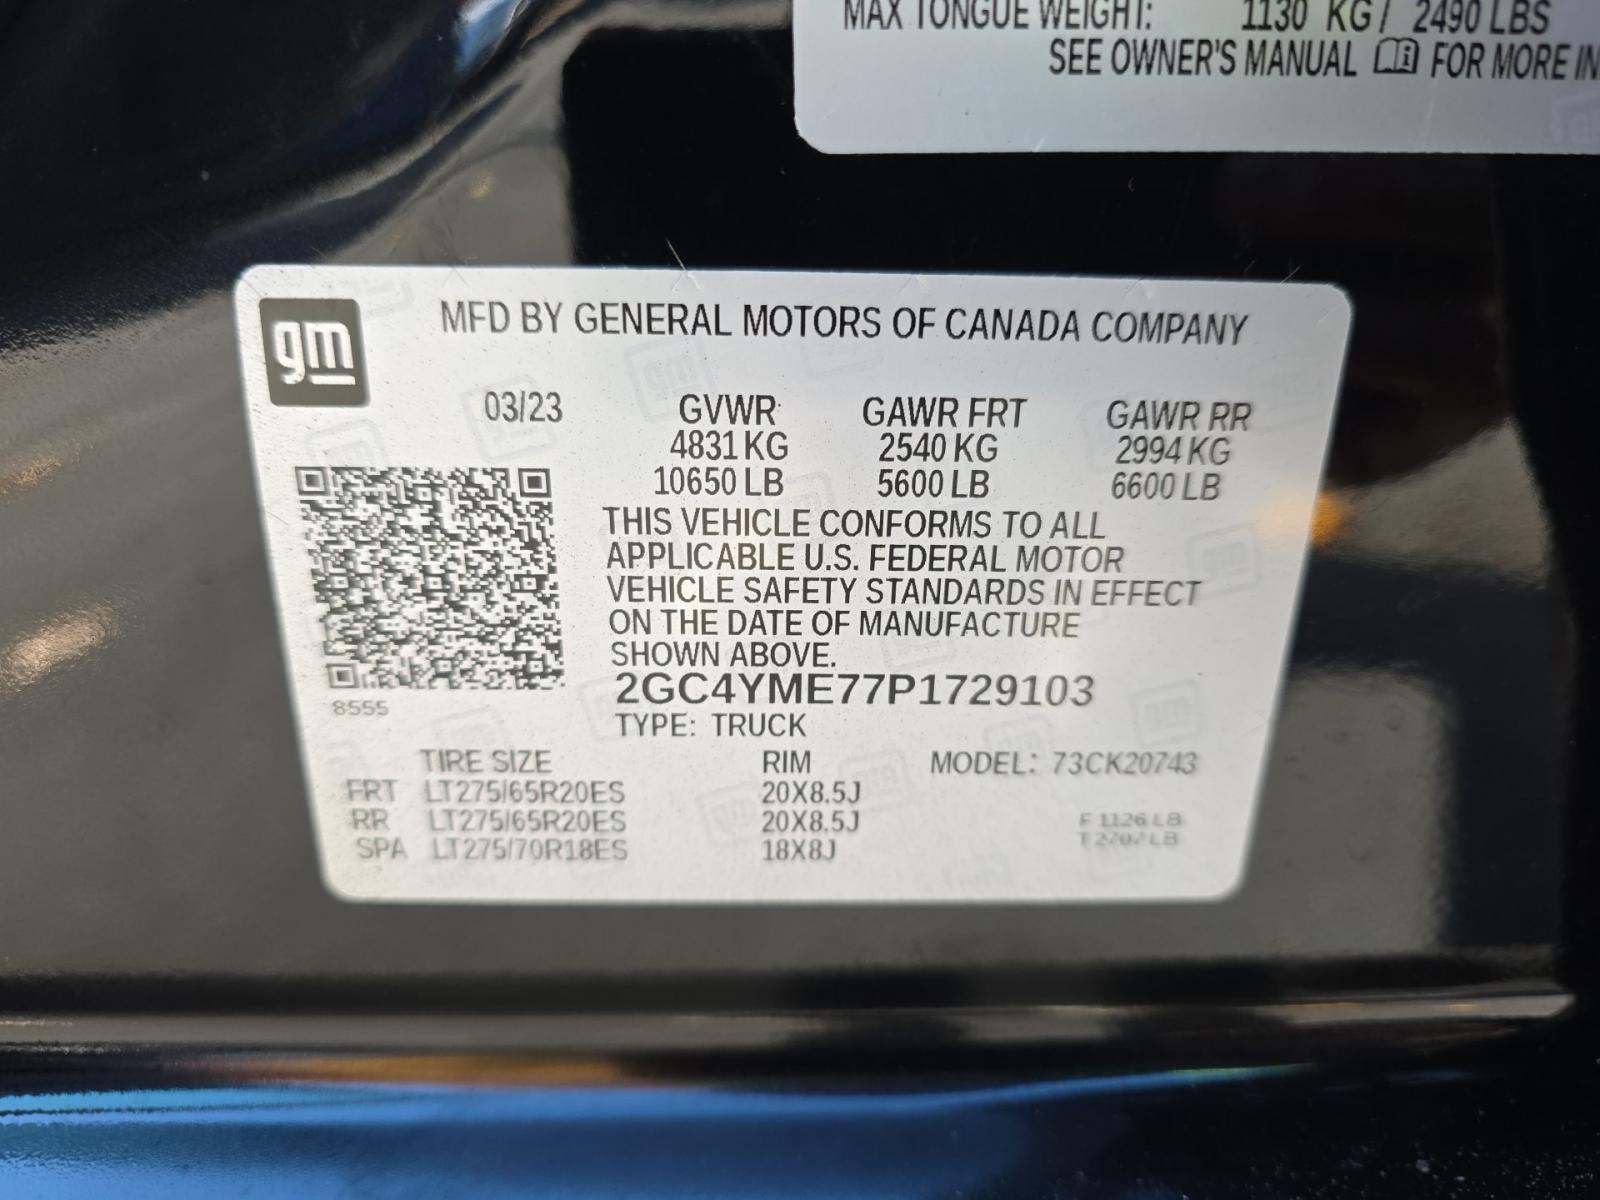 MAX TONGUE WEIGHT: 1130 KG / 2490 LBS
SEE OWNER'S MANUAL FOR MORE IN
gm
MFD BY GENERAL MOTORS OF CANADA COMPANY
03/23 GVWR GAWR FRT GAWR RR
4831 KG 2540 KG 2994 KG
10650 LB 5600 LB 6600 LB
THIS VEHICLE CONFORMS TO ALL
APPLICABLE U.S. FEDERAL MOTOR
VEHICLE SAFETY STANDARDS IN EFFECT
ON THE DATE OF MANUFACTURE
SHOWN ABOVE.
2GC4YME77P1729103
8555
TYPE: TRUCK
TIRE SIZE RIM MODEL: 73CK20743
FRT LT275/65R20ES 20X8.5J
RR LT275/65R20ES 20X8.5J
SPA LT275/70R18ES 18X8J
F 1126 LB
T LB